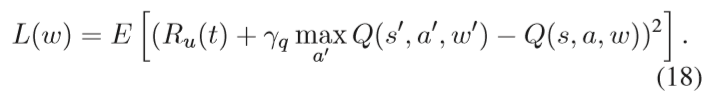 L(w) = E [(R_u(t) + γ_q max_{a′} Q(s′, a′, w′) − Q(s, a, w))²] .
(18)